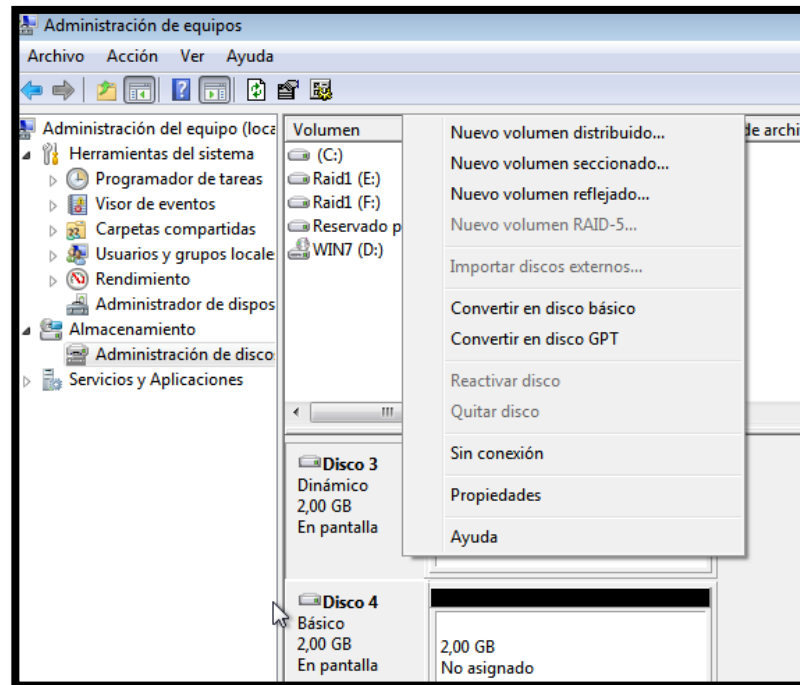 Administración de equipos
Archivo Acción Ver Ayuda
Administración del equipo (loca
Herramientas del sistema
Programador de tareas
Visor de eventos
Carpetas compartidas
Usuarios y grupos locale
Rendimiento
Administrador de dispos
Almacenamiento
Administración de disco
Servicios y Aplicaciones
Volumen
(C:)
Raid1 (E:)
Raid1 (F:)
Reservado p
WIN7 (D:)
de archi
Nuevo volumen distribuido...
Nuevo volumen seccionado...
Nuevo volumen reflejado...
Nuevo volumen RAID-5...
Importar discos externos...
Convertir en disco básico
Convertir en disco GPT
Reactivar disco
Quitar disco
Sin conexión
Propiedades
Ayuda
Disco 3
Dinámico
2,00 GB
En pantalla
Disco 4
Básico
2,00 GB
En pantalla
2,00 GB
No asignado